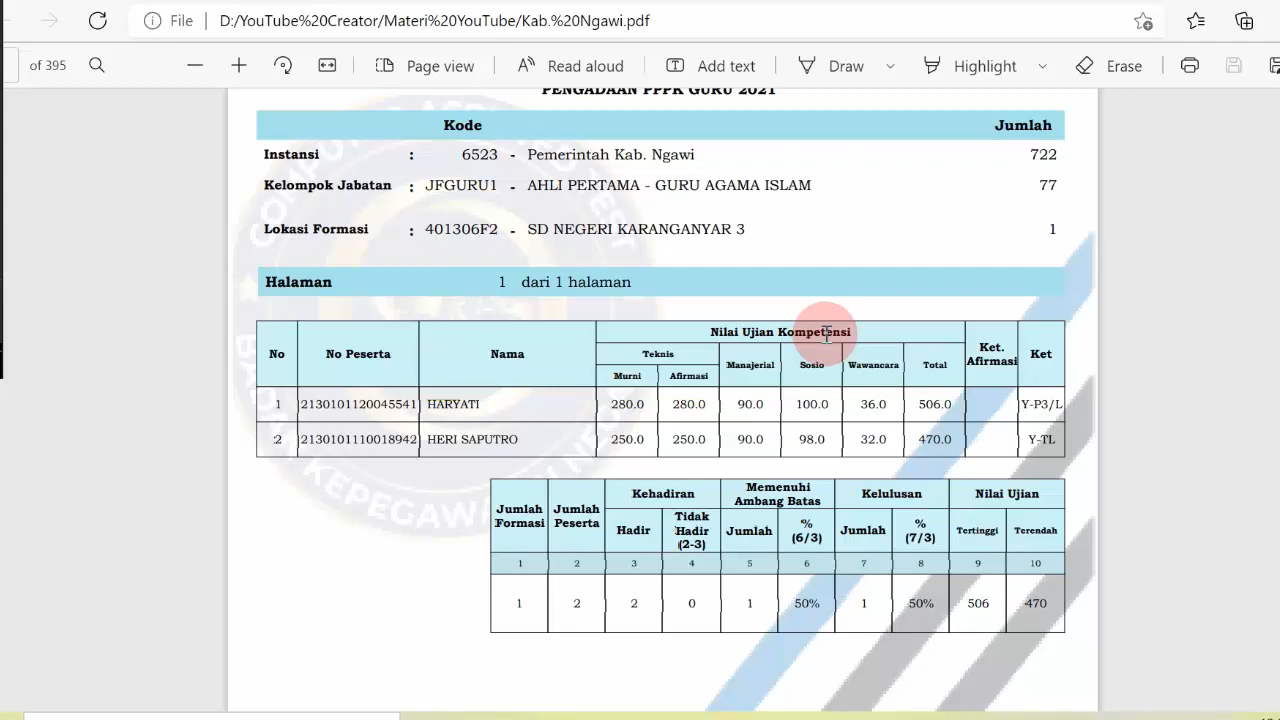 File D:/YouTube%20Creator/Materi%20YouTube/Kab.%20Ngawi.pdf
of 395 Page view Read aloud Add text Draw Highlight Erase
PENGADAAN PPPK GURU 2021
Kode Jumlah
Instansi : 6523 - Pemerintah Kab. Ngawi 722
Kelompok Jabatan : JFGURU1 - AHLI PERTAMA - GURU AGAMA ISLAM 77
Lokasi Formasi : 401306F2 - SD NEGERI KARANGANYAR 3 1
Halaman 1 dari 1 halaman
No No Peserta Nama Nilai Ujian Kompetensi Ket. Afirmasi Ket
Teknis Manajerial Sosio Wawancara Total
Murni Afirmasi
1 2130101120045541 HARYATI 280.0 280.0 90.0 100.0 36.0 506.0 Y-P3/L
2 2130101110018942 HERI SAPUTRO 250.0 250.0 90.0 98.0 32.0 470.0 Y-TL
Jumlah Formasi Jumlah Peserta Kehadiran Memenuhi Ambang Batas Kelulusan Nilai Ujian
Hadir Tidak Hadir (2-3) Jumlah % (6/3) Jumlah % (7/3) Tertinggi Terendah
1 2 3 4 5 6 7 8 9 10
1 2 2 0 1 50% 1 50% 506 470